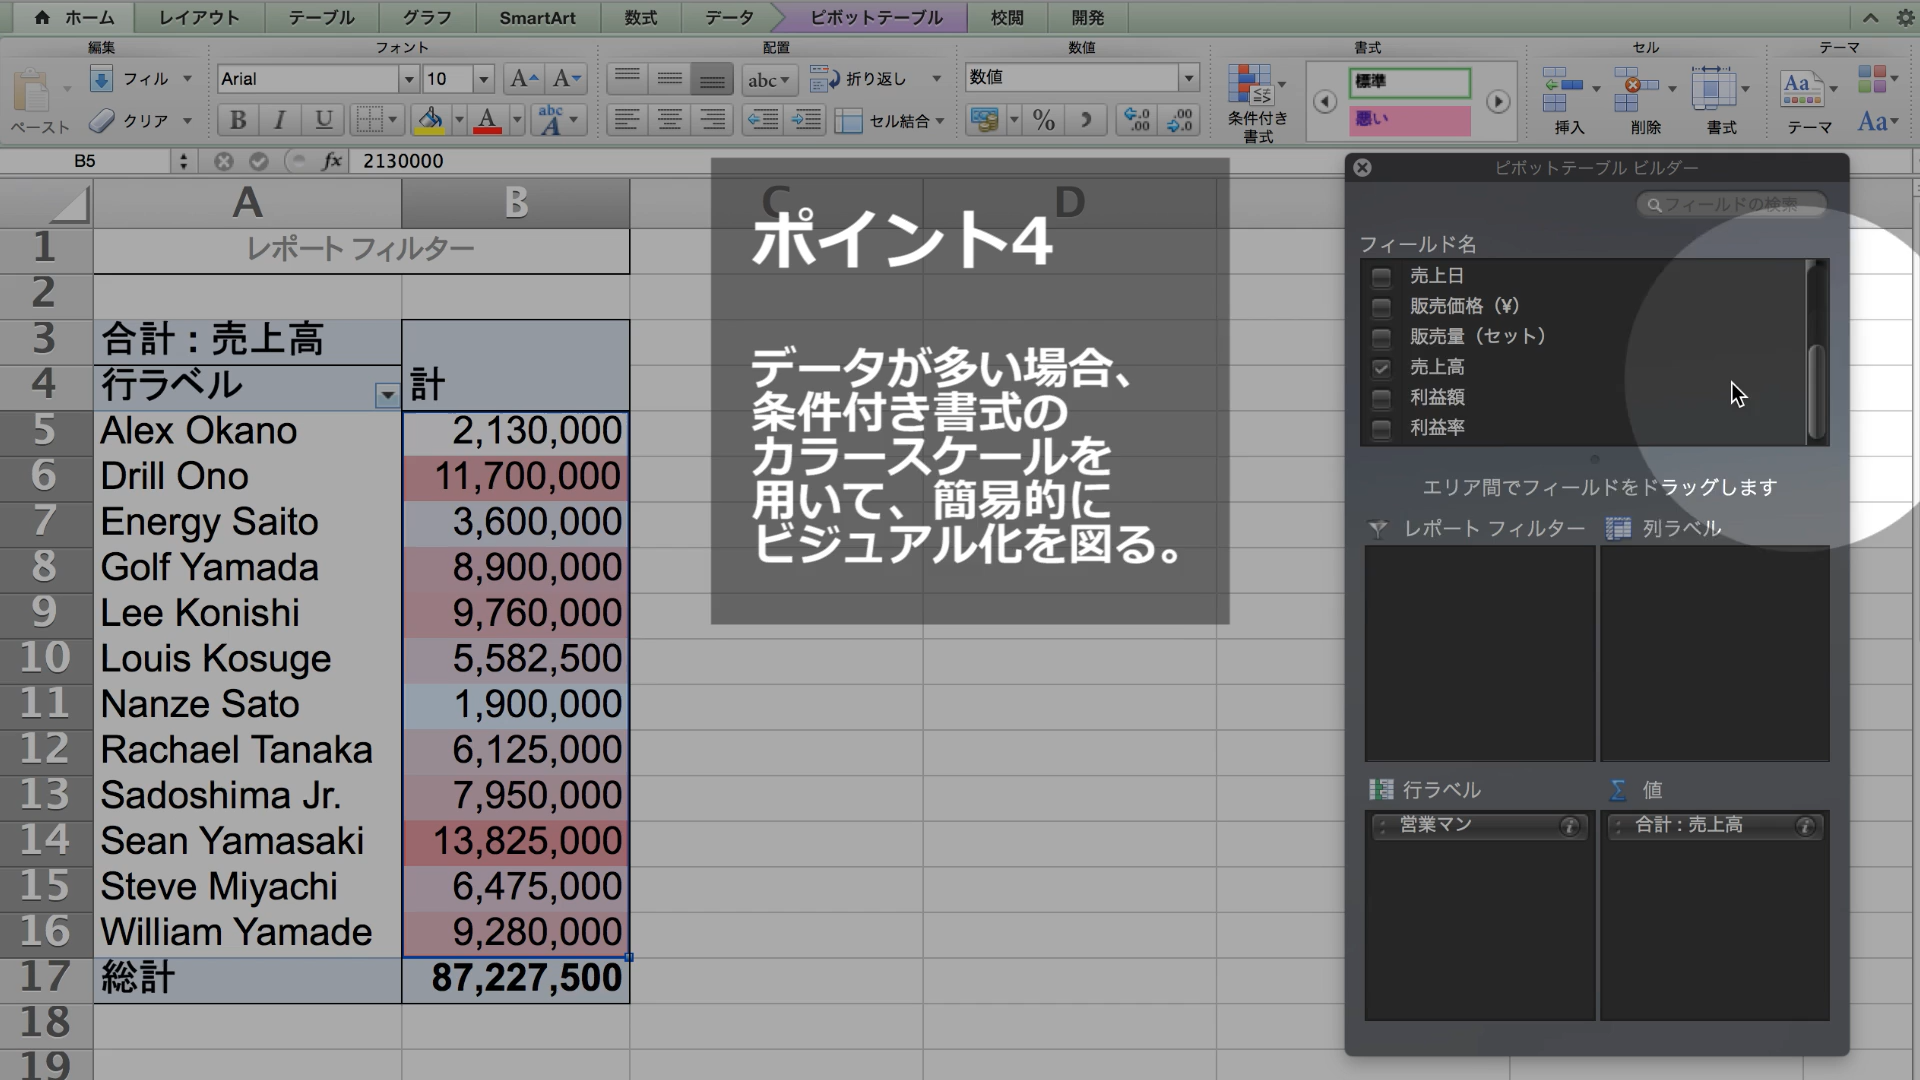 ホーム レイアウト テーブル グラフ SmartArt 数式 データ ピボットテーブル 校閲 開発
編集 フォント 配置 数値 書式 セル テーマ
ペースト フィル クリア
Arial 10
B I U
abc 折り返し
セル結合
数値
%
条件付き書式
標準
悪い
挿入 削除 書式
テーマ
B5 fx 2130000
A B C D
1 レポート フィルター
2
3 合計：売上高
4 行ラベル 計
5 Alex Okano 2,130,000
6 Drill Ono 11,700,000
7 Energy Saito 3,600,000
8 Golf Yamada 8,900,000
9 Lee Konishi 9,760,000
10 Louis Kosuge 5,582,500
11 Nanze Sato 1,900,000
12 Rachael Tanaka 6,125,000
13 Sadoshima Jr. 7,950,000
14 Sean Yamasaki 13,825,000
15 Steve Miyachi 6,475,000
16 William Yamade 9,280,000
17 総計 87,227,500
18
19
ポイント4
データが多い場合、
条件付き書式の
カラースケールを
用いて、簡易的に
ビジュアル化を図る。
ピボットテーブル ビルダー
フィールドの検索
フィールド名
売上日
販売価格（¥）
販売量（セット）
売上高
利益額
利益率
エリア間でフィールドをドラッグします
レポート フィルター 列ラベル
行ラベル 値
営業マン 合計：売上高